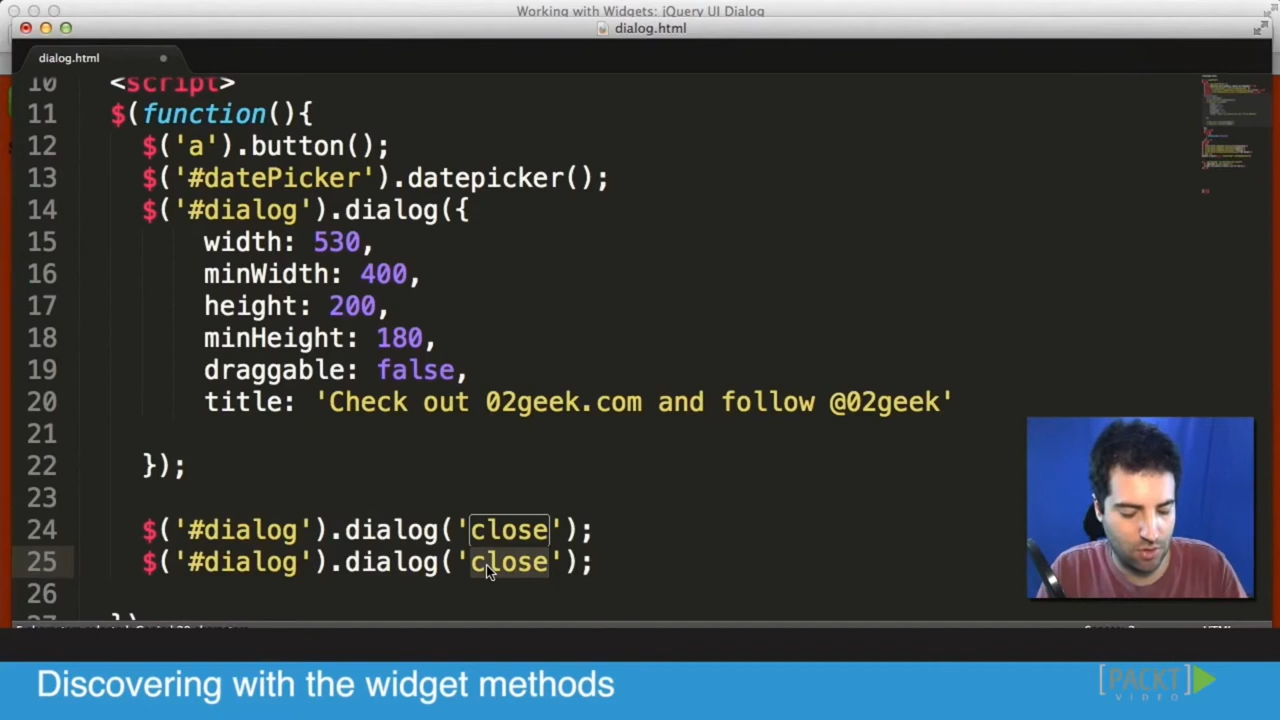 Working with Widgets: jQuery UI Dialog
dialog.html
dialog.html
10 <script>
11 $(function(){
12 $('a').button();
13 $('#datePicker').datepicker();
14 $('#dialog').dialog({
15 width: 530,
16 minWidth: 400,
17 height: 200,
18 minHeight: 180,
19 draggable: false,
20 title: 'Check out 02geek.com and follow @02geek'
21
22 });
23
24 $('#dialog').dialog('close');
25 $('#dialog').dialog('close');
26
27 })
Discovering with the widget methods
[PACKT]
VIDEO